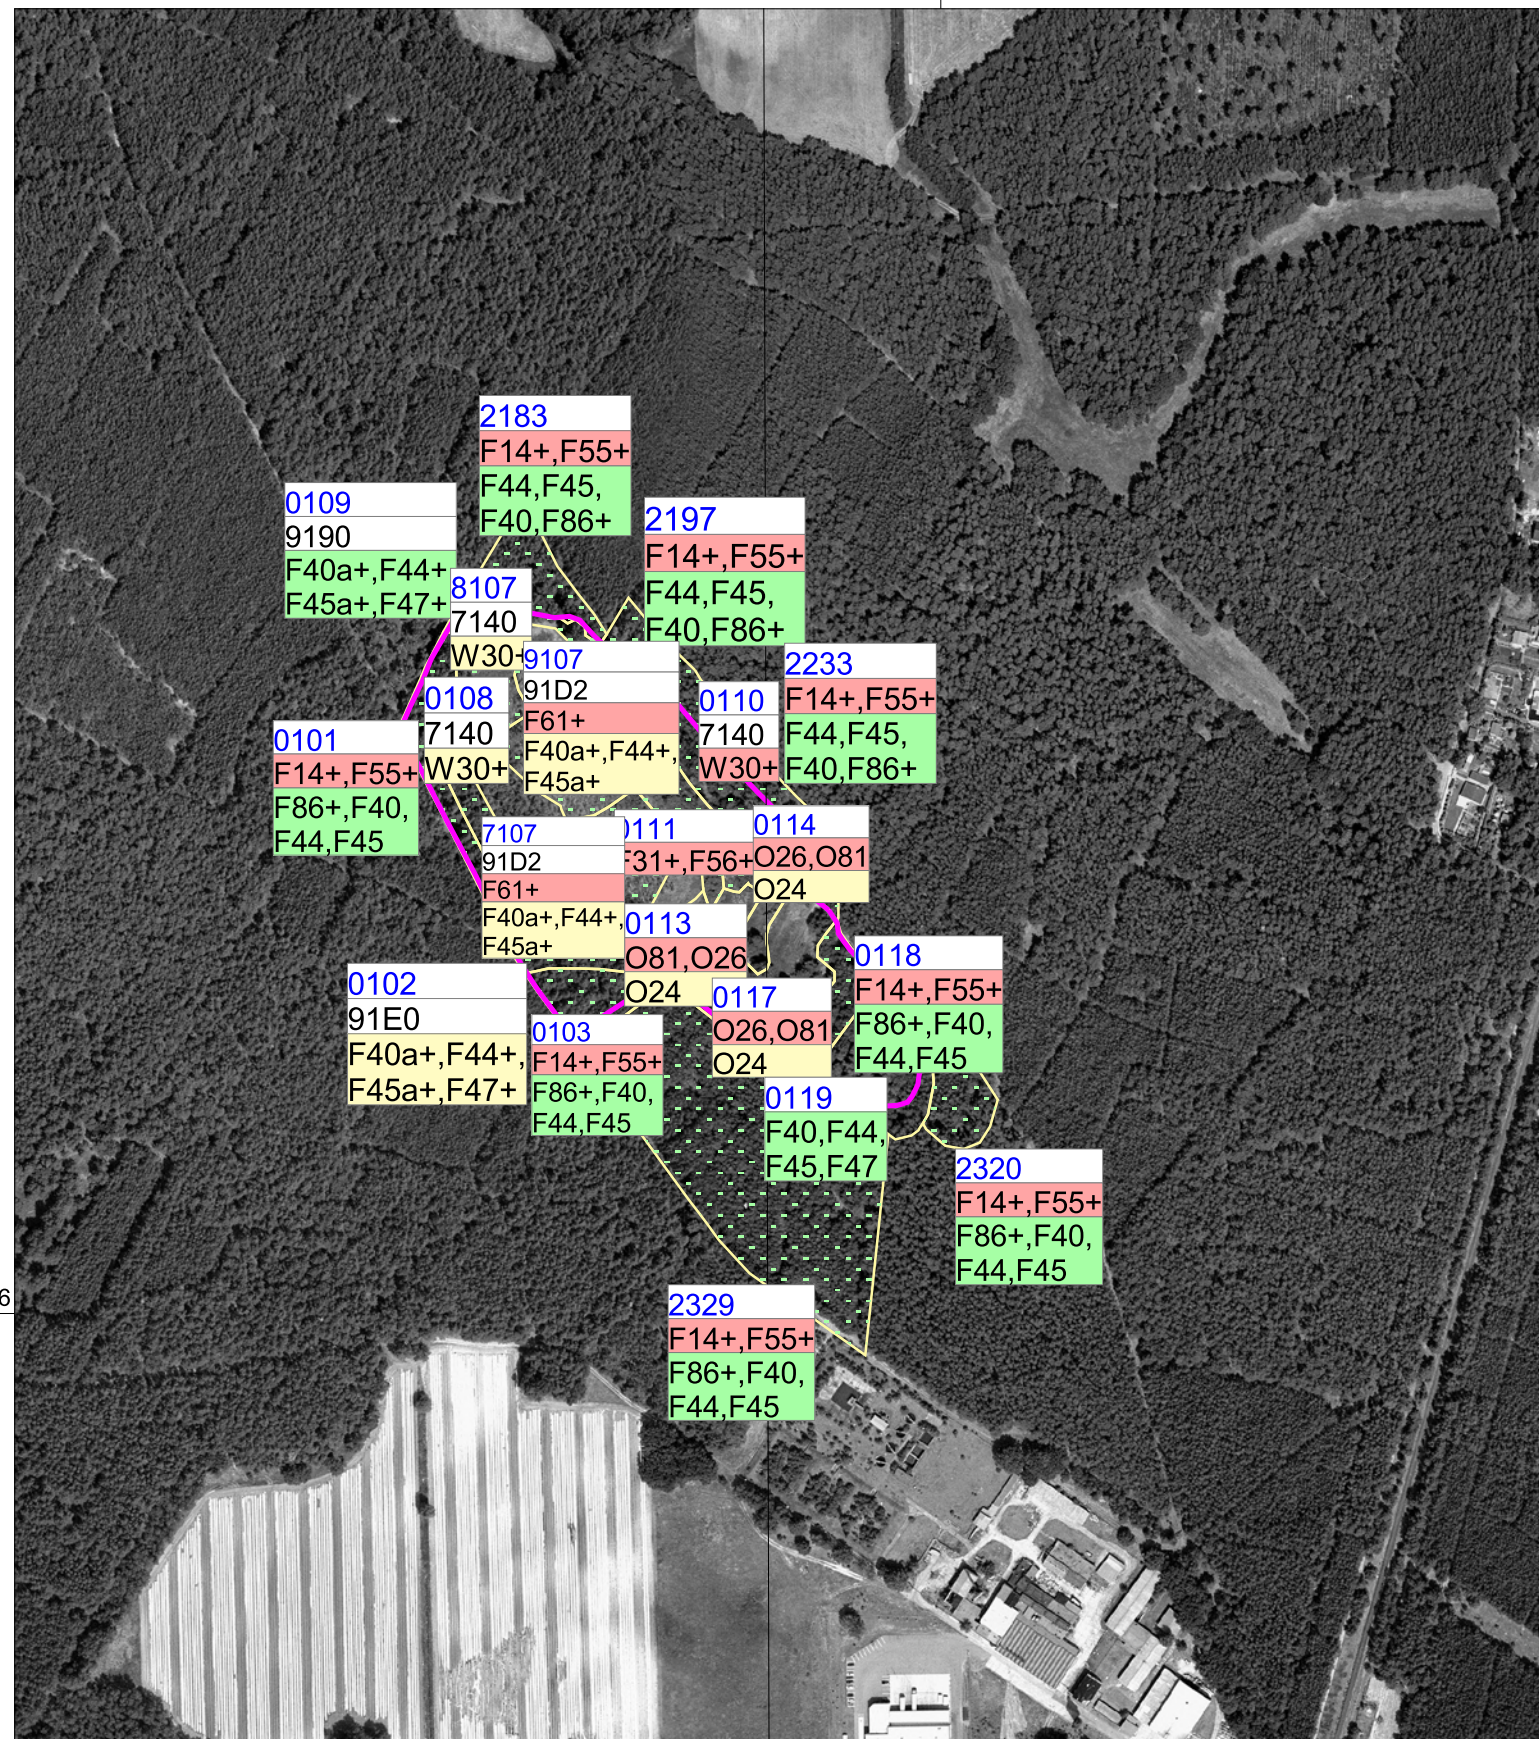 2183
F14+,F55+
F44,F45,
F40,F86+
0109
9190
F40a+,F44+
F45a+,F47+
2197
F14+,F55+
F44,F45,
F40,F86+
8107
7140
W30+
9107
91D2
F61+
F40a+,F44+,
F45a+
2233
F14+,F55+
F44,F45,
F40,F86+
0108
7140
W30+
0110
7140
W30+
0101
F14+,F55+
F86+,F40,
F44,F45
7107
91D2
F61+
F40a+,F44+,
F45a+
0111
F31+,F56+
0114
O26,O81
O24
0113
O81,O26
O24
0118
F14+,F55+
F86+,F40,
F44,F45
0102
91E0
F40a+,F44+,
F45a+,F47+
0117
O26,O81
O24
0103
F14+,F55+
F86+,F40,
F44,F45
0119
F40,F44,
F45,F47
2320
F14+,F55+
F86+,F40,
F44,F45
6
2329
F14+,F55+
F86+,F40,
F44,F45